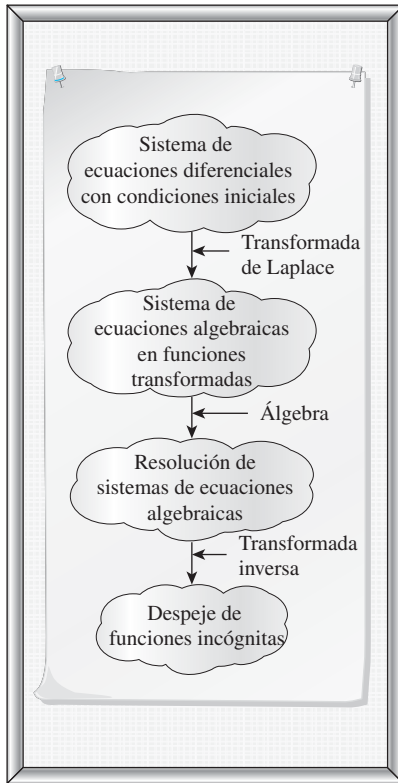 Sistema de
ecuaciones diferenciales
con condiciones iniciales
Transformada
de Laplace
Sistema de
ecuaciones algebraicas
en funciones
transformadas
Álgebra
Resolución de
sistemas de ecuaciones
algebraicas
Transformada
inversa
Despeje de
funciones incógnitas